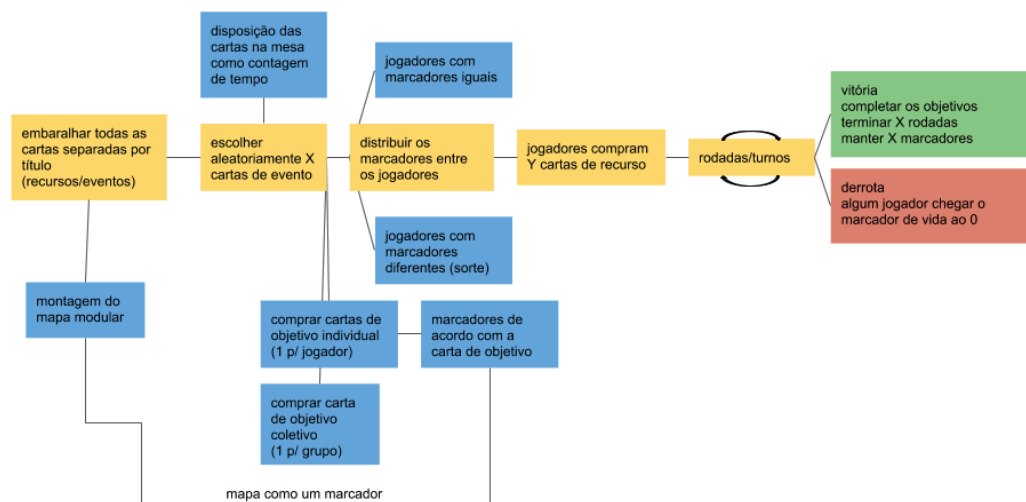 disposição das
cartas na mesa
como contagem
de tempo
jogadores com
marcadores iguais
embaralhar todas as
cartas separadas por
título
(recursos/eventos)
escolher
aleatoriamente X
cartas de evento
distribuir os
marcadores entre
os jogadores
jogadores compram
Y cartas de recurso
rodadas/turnos
vitória
completar os objetivos
terminar X rodadas
manter X marcadores
derrota
algum jogador chegar o
marcador de vida ao 0
jogadores com
marcadores
diferentes (sorte)
montagem do
mapa modular
comprar cartas de
objetivo individual
(1 p/ jogador)
marcadores de
acordo com a
carta de objetivo
comprar carta
de objetivo
coletivo
(1 p/ grupo)
mapa como um marcador